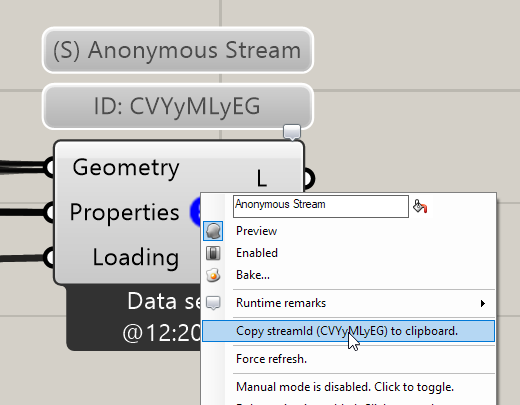 (S) Anonymous Stream
ID: CVYyMLyEG
Geometry
L
Properties
Loading
Data se
@12:20
Anonymous Stream
Preview
Enabled
Bake...
Runtime remarks
Copy streamId (CVYyMLyEG) to clipboard.
Force refresh.
Manual mode is disabled. Click to toggle.